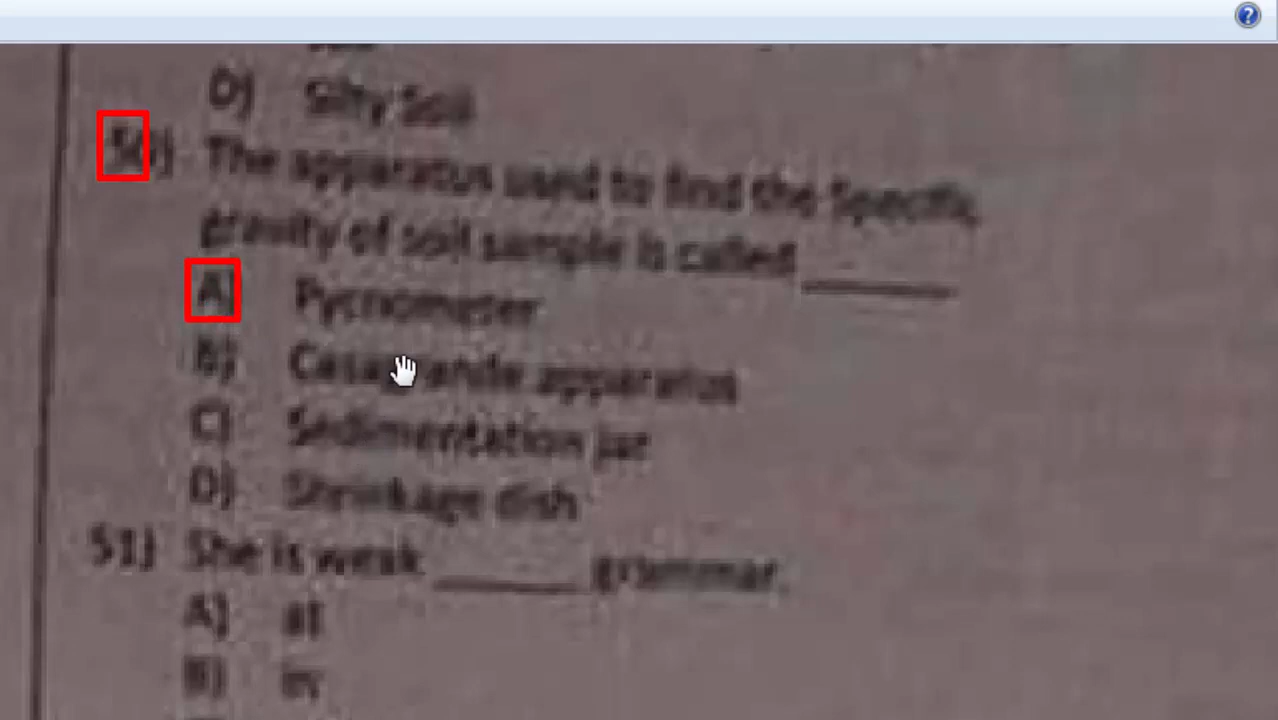 D) Silty Soil
50) The apparatus used to find the Specific
gravity of soil sample is called ______
A) Pycnometer
B) Casagrande apparatus
C) Sedimentation jar
D) Shrinkage dish
51) She is weak ______ grammar.
A) at
B) in